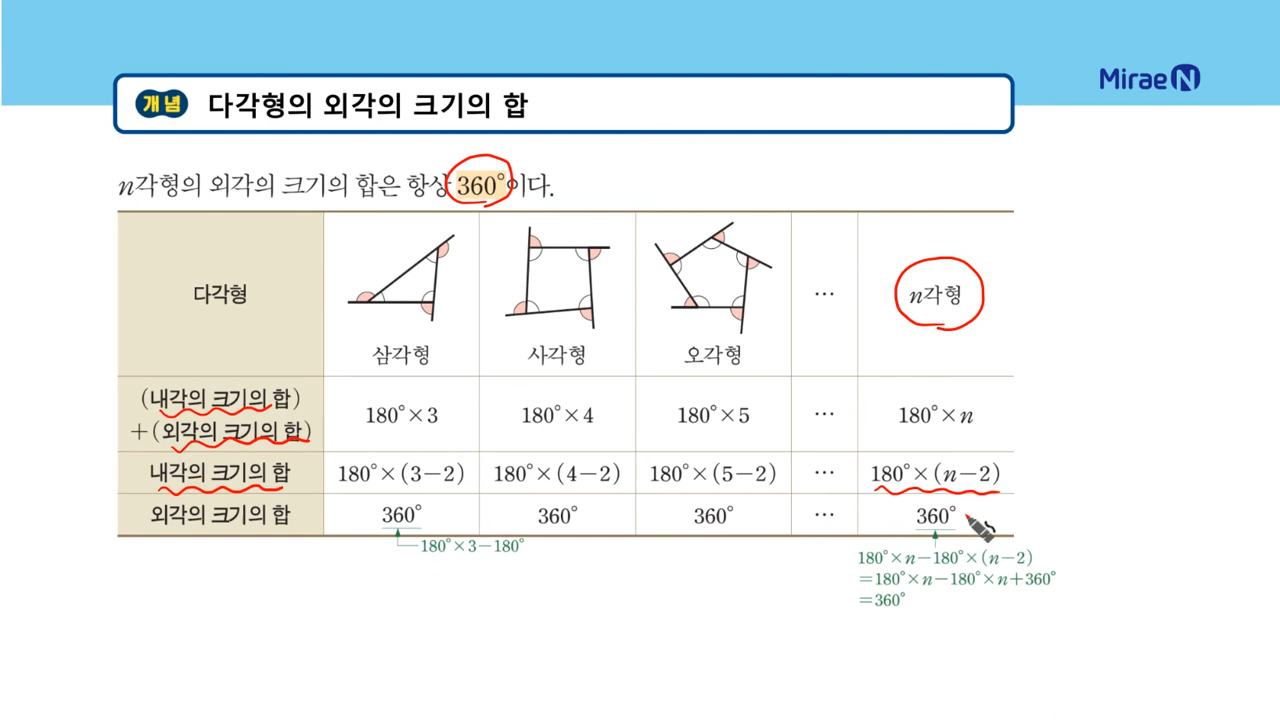 Mirae N
개념 다각형의 외각의 크기의 합
n각형의 외각의 크기의 합은 항상 360°이다.
다각형
삼각형
사각형
오각형
…
n각형
(내각의 크기의 합)
+(외각의 크기의 합)
180°×3
180°×4
180°×5
…
180°×n
내각의 크기의 합
180°×(3-2)
180°×(4-2)
180°×(5-2)
…
180°×(n-2)
외각의 크기의 합
360°
360°
360°
…
360°
180°×3-180°
180°×n-180°×(n-2)
=180°×n-180°×n+360°
=360°